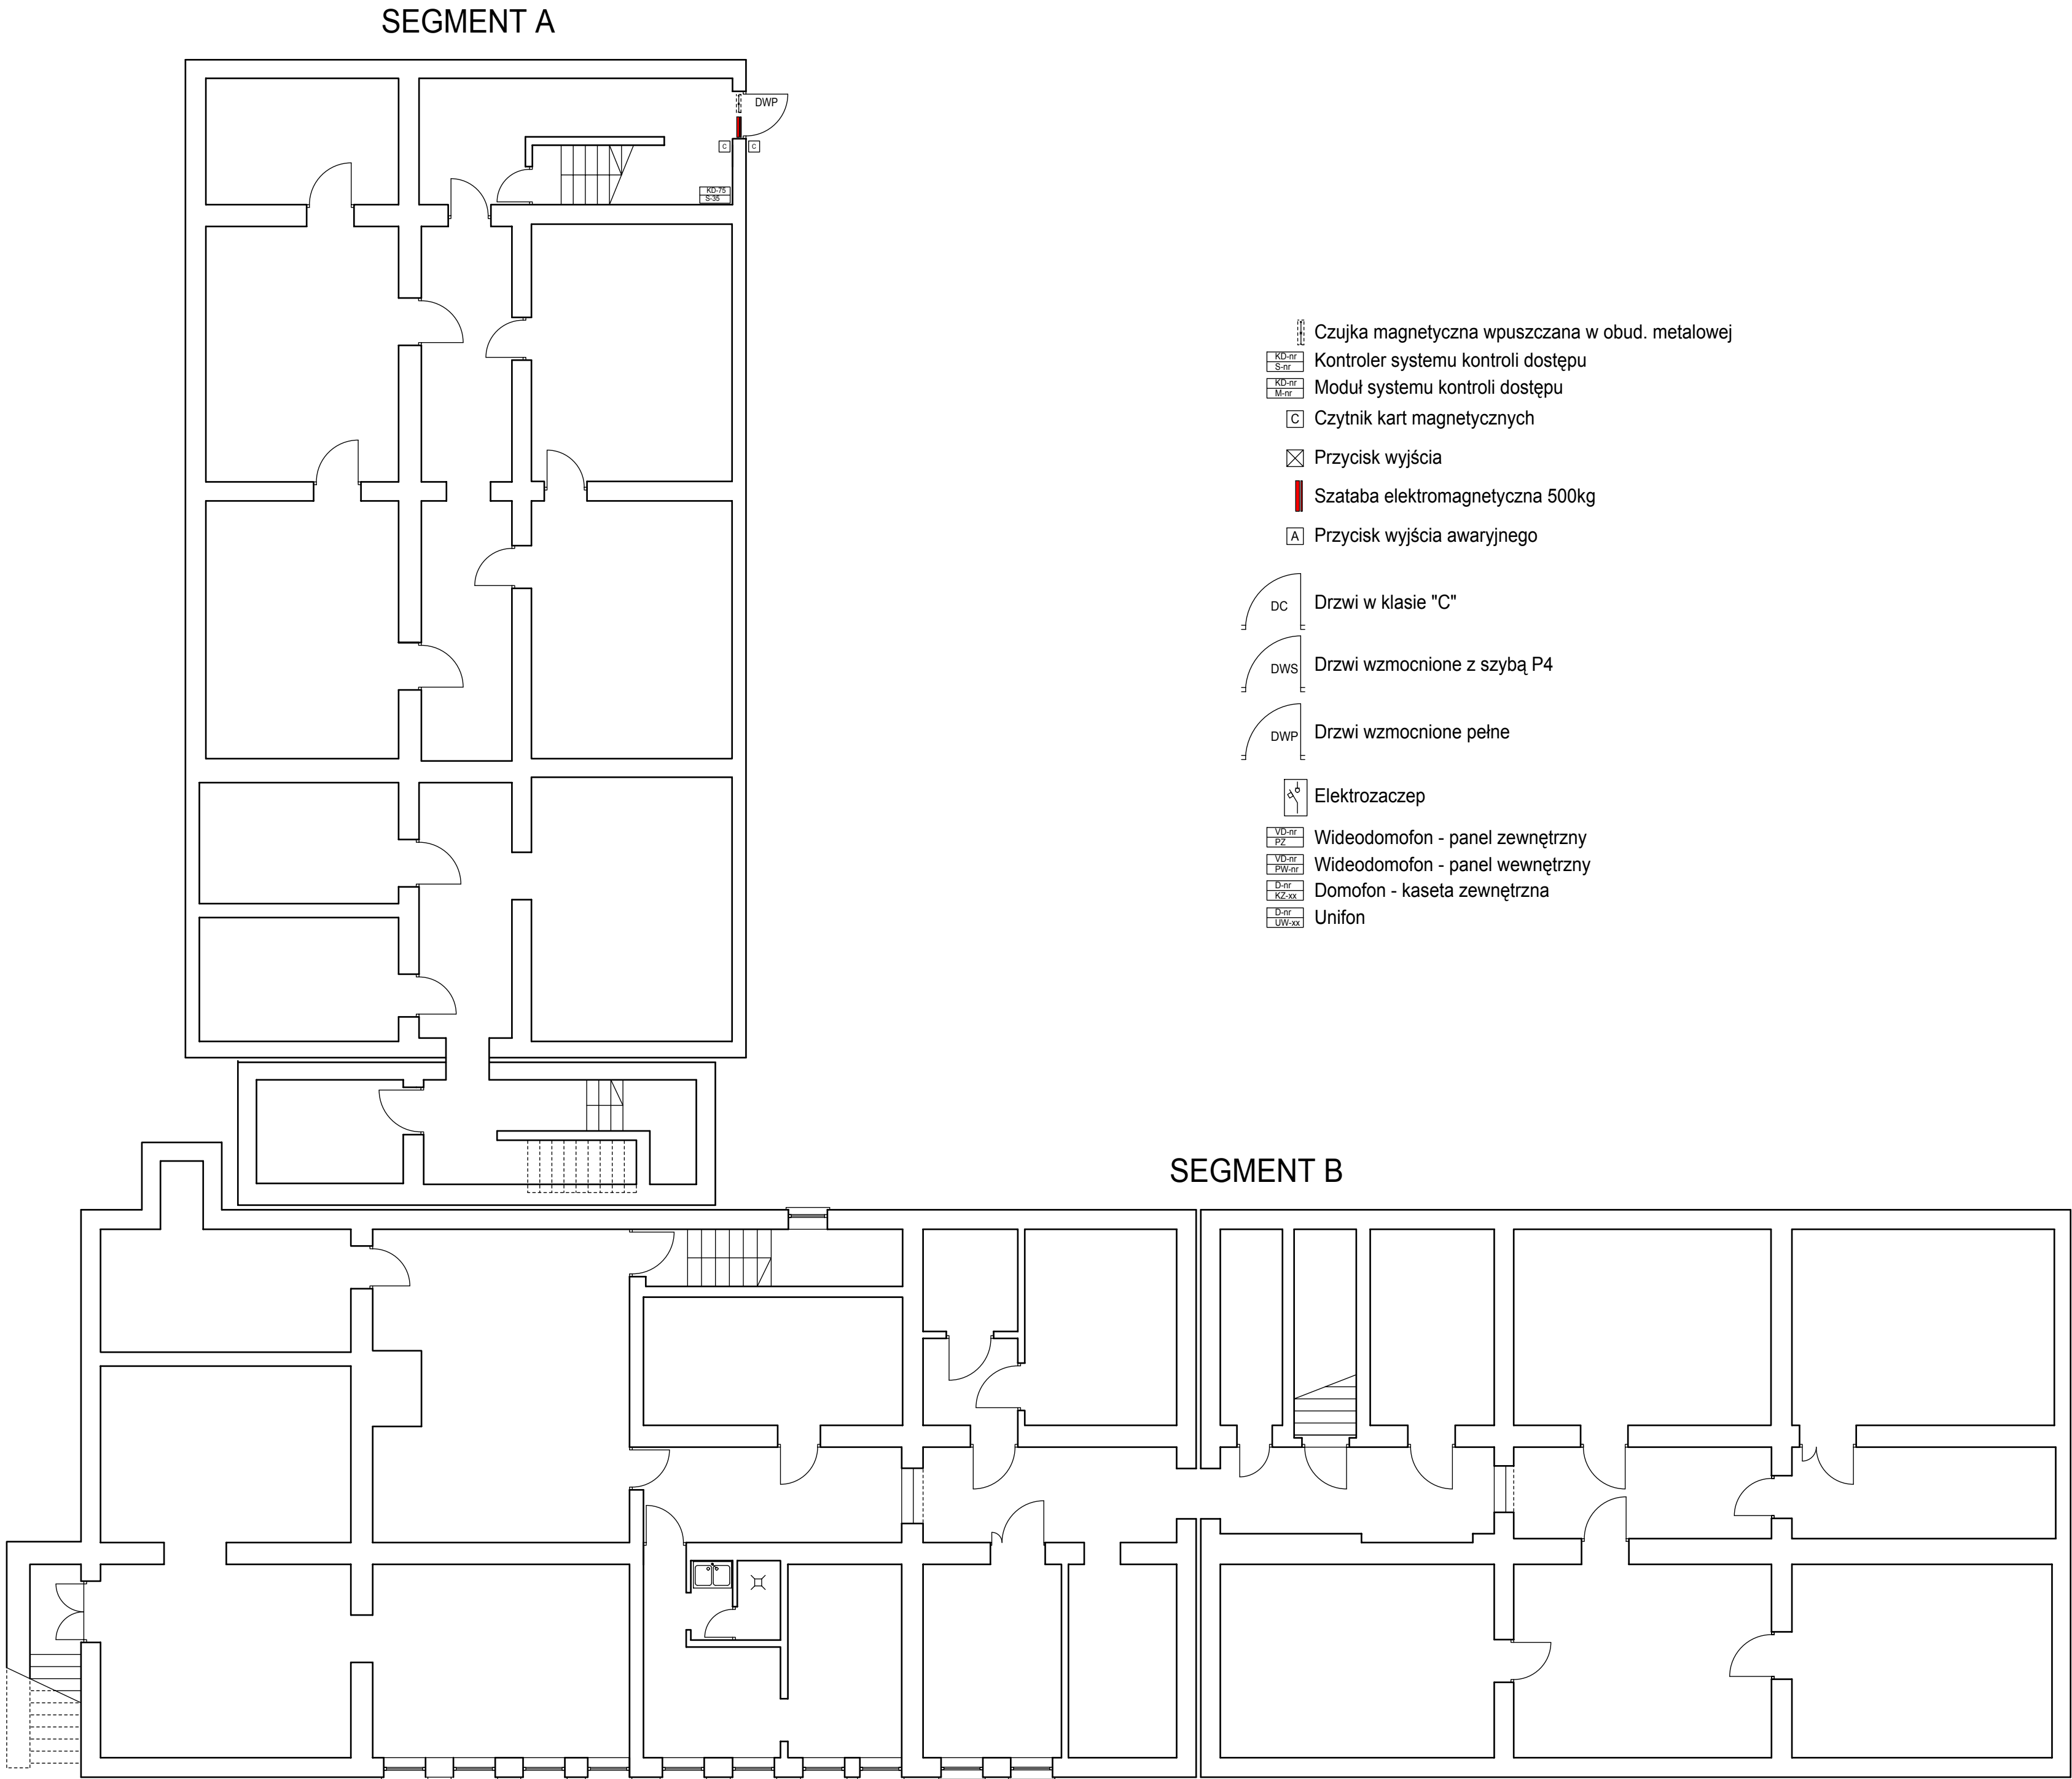 SEGMENT A
DWP
C
C
KD-75
S-35
Czujka magnetyczna wpuszczana w obud. metalowej
KD-nr
S-nr
Kontroler systemu kontroli dostępu
KD-nr
M-nr
Moduł systemu kontroli dostępu
C Czytnik kart magnetycznych
Przycisk wyjścia
Szataba elektromagnetyczna 500kg
A Przycisk wyjścia awaryjnego
DC Drzwi w klasie "C"
DWS Drzwi wzmocnione z szybą P4
DWP Drzwi wzmocnione pełne
Elektrozaczep
VD-nr
PZ
Wideodomofon - panel zewnętrzny
VD-nr
PW-nr
Wideodomofon - panel wewnętrzny
D-nr
KZ-xx
Domofon - kaseta zewnętrzna
D-nr
UW-xx
Unifon
SEGMENT B